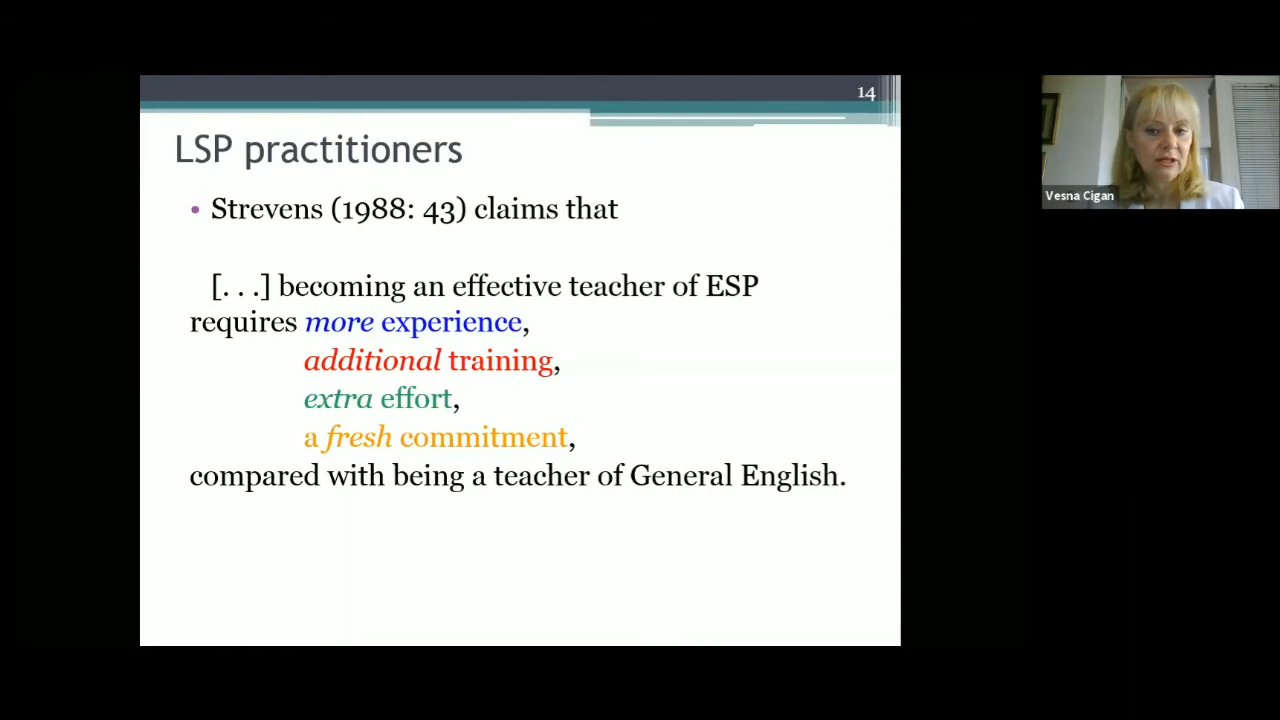 14
LSP practitioners
• Strevens (1988: 43) claims that
[. . .] becoming an effective teacher of ESP
requires more experience,
additional training,
extra effort,
a fresh commitment,
compared with being a teacher of General English.
Vesna Cigan